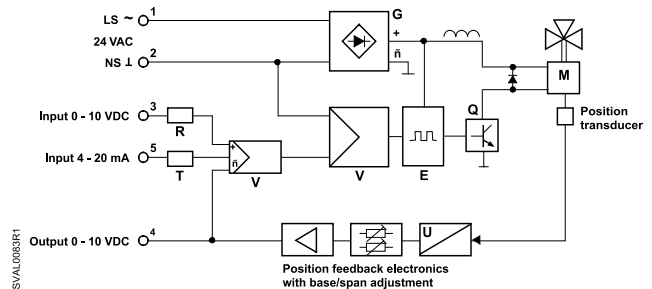 LS ~ 1
G
24 VAC
+
NS ⊥ 2
ñ
M
Input 0 - 10 VDC 3
R
Q
Position
transducer
+
Input 4 - 20 mA 5
ñ
T
V
V
E
Output 0 - 10 VDC 4
U
Position feedback electronics
with base/span adjustment
SVAL0083R1